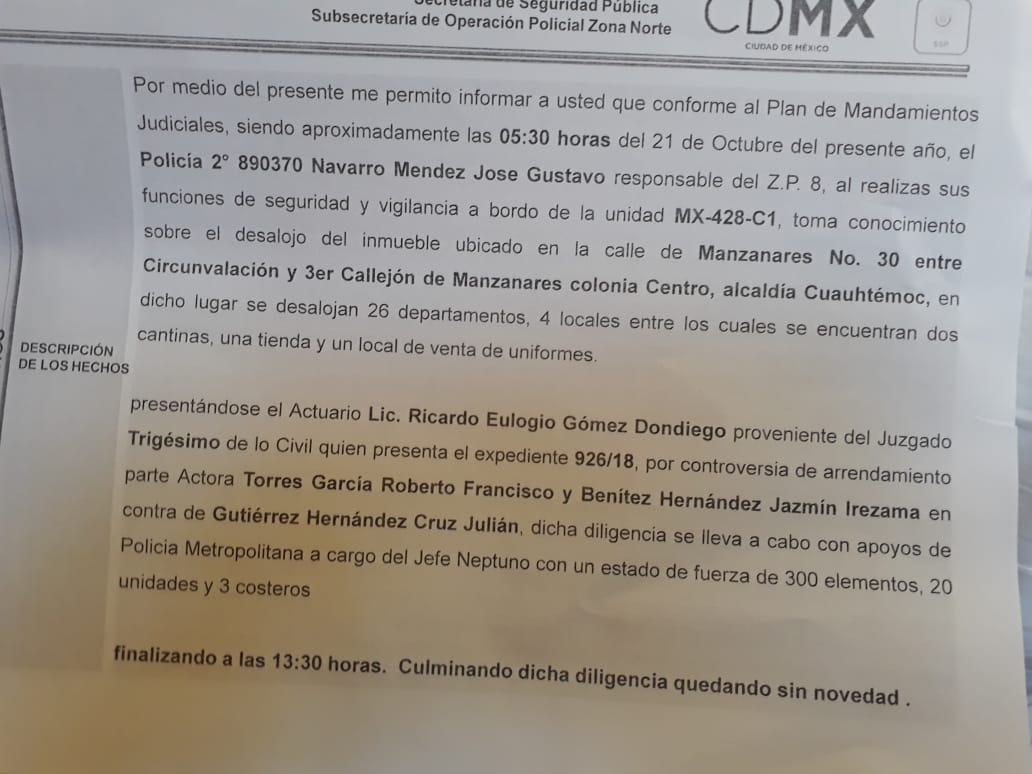 Secretaría de Seguridad Pública
Subsecretaría de Operación Policial Zona Norte
CDMX
CIUDAD DE MÉXICO
SSP
Por medio del presente me permito informar a usted que conforme al Plan de Mandamientos
Judiciales, siendo aproximadamente las 05:30 horas del 21 de Octubre del presente año, el
Policía 2° 890370 Navarro Mendez Jose Gustavo responsable del Z.P. 8, al realizas sus
funciones de seguridad y vigilancia a bordo de la unidad MX-428-C1, toma conocimiento
sobre el desalojo del inmueble ubicado en la calle de Manzanares No. 30 entre
Circunvalación y 3er Callejón de Manzanares colonia Centro, alcaldía Cuauhtémoc, en
dicho lugar se desalojan 26 departamentos, 4 locales entre los cuales se encuentran dos
cantinas, una tienda y un local de venta de uniformes.
DESCRIPCIÓN
DE LOS HECHOS
presentándose el Actuario Lic. Ricardo Eulogio Gómez Dondiego proveniente del Juzgado
Trigésimo de lo Civil quien presenta el expediente 926/18, por controversia de arrendamiento
parte Actora Torres García Roberto Francisco y Benítez Hernández Jazmín Irezama en
contra de Gutiérrez Hernández Cruz Julián, dicha diligencia se lleva a cabo con apoyos de
Policia Metropolitana a cargo del Jefe Neptuno con un estado de fuerza de 300 elementos, 20
unidades y 3 costeros
finalizando a las 13:30 horas. Culminando dicha diligencia quedando sin novedad .